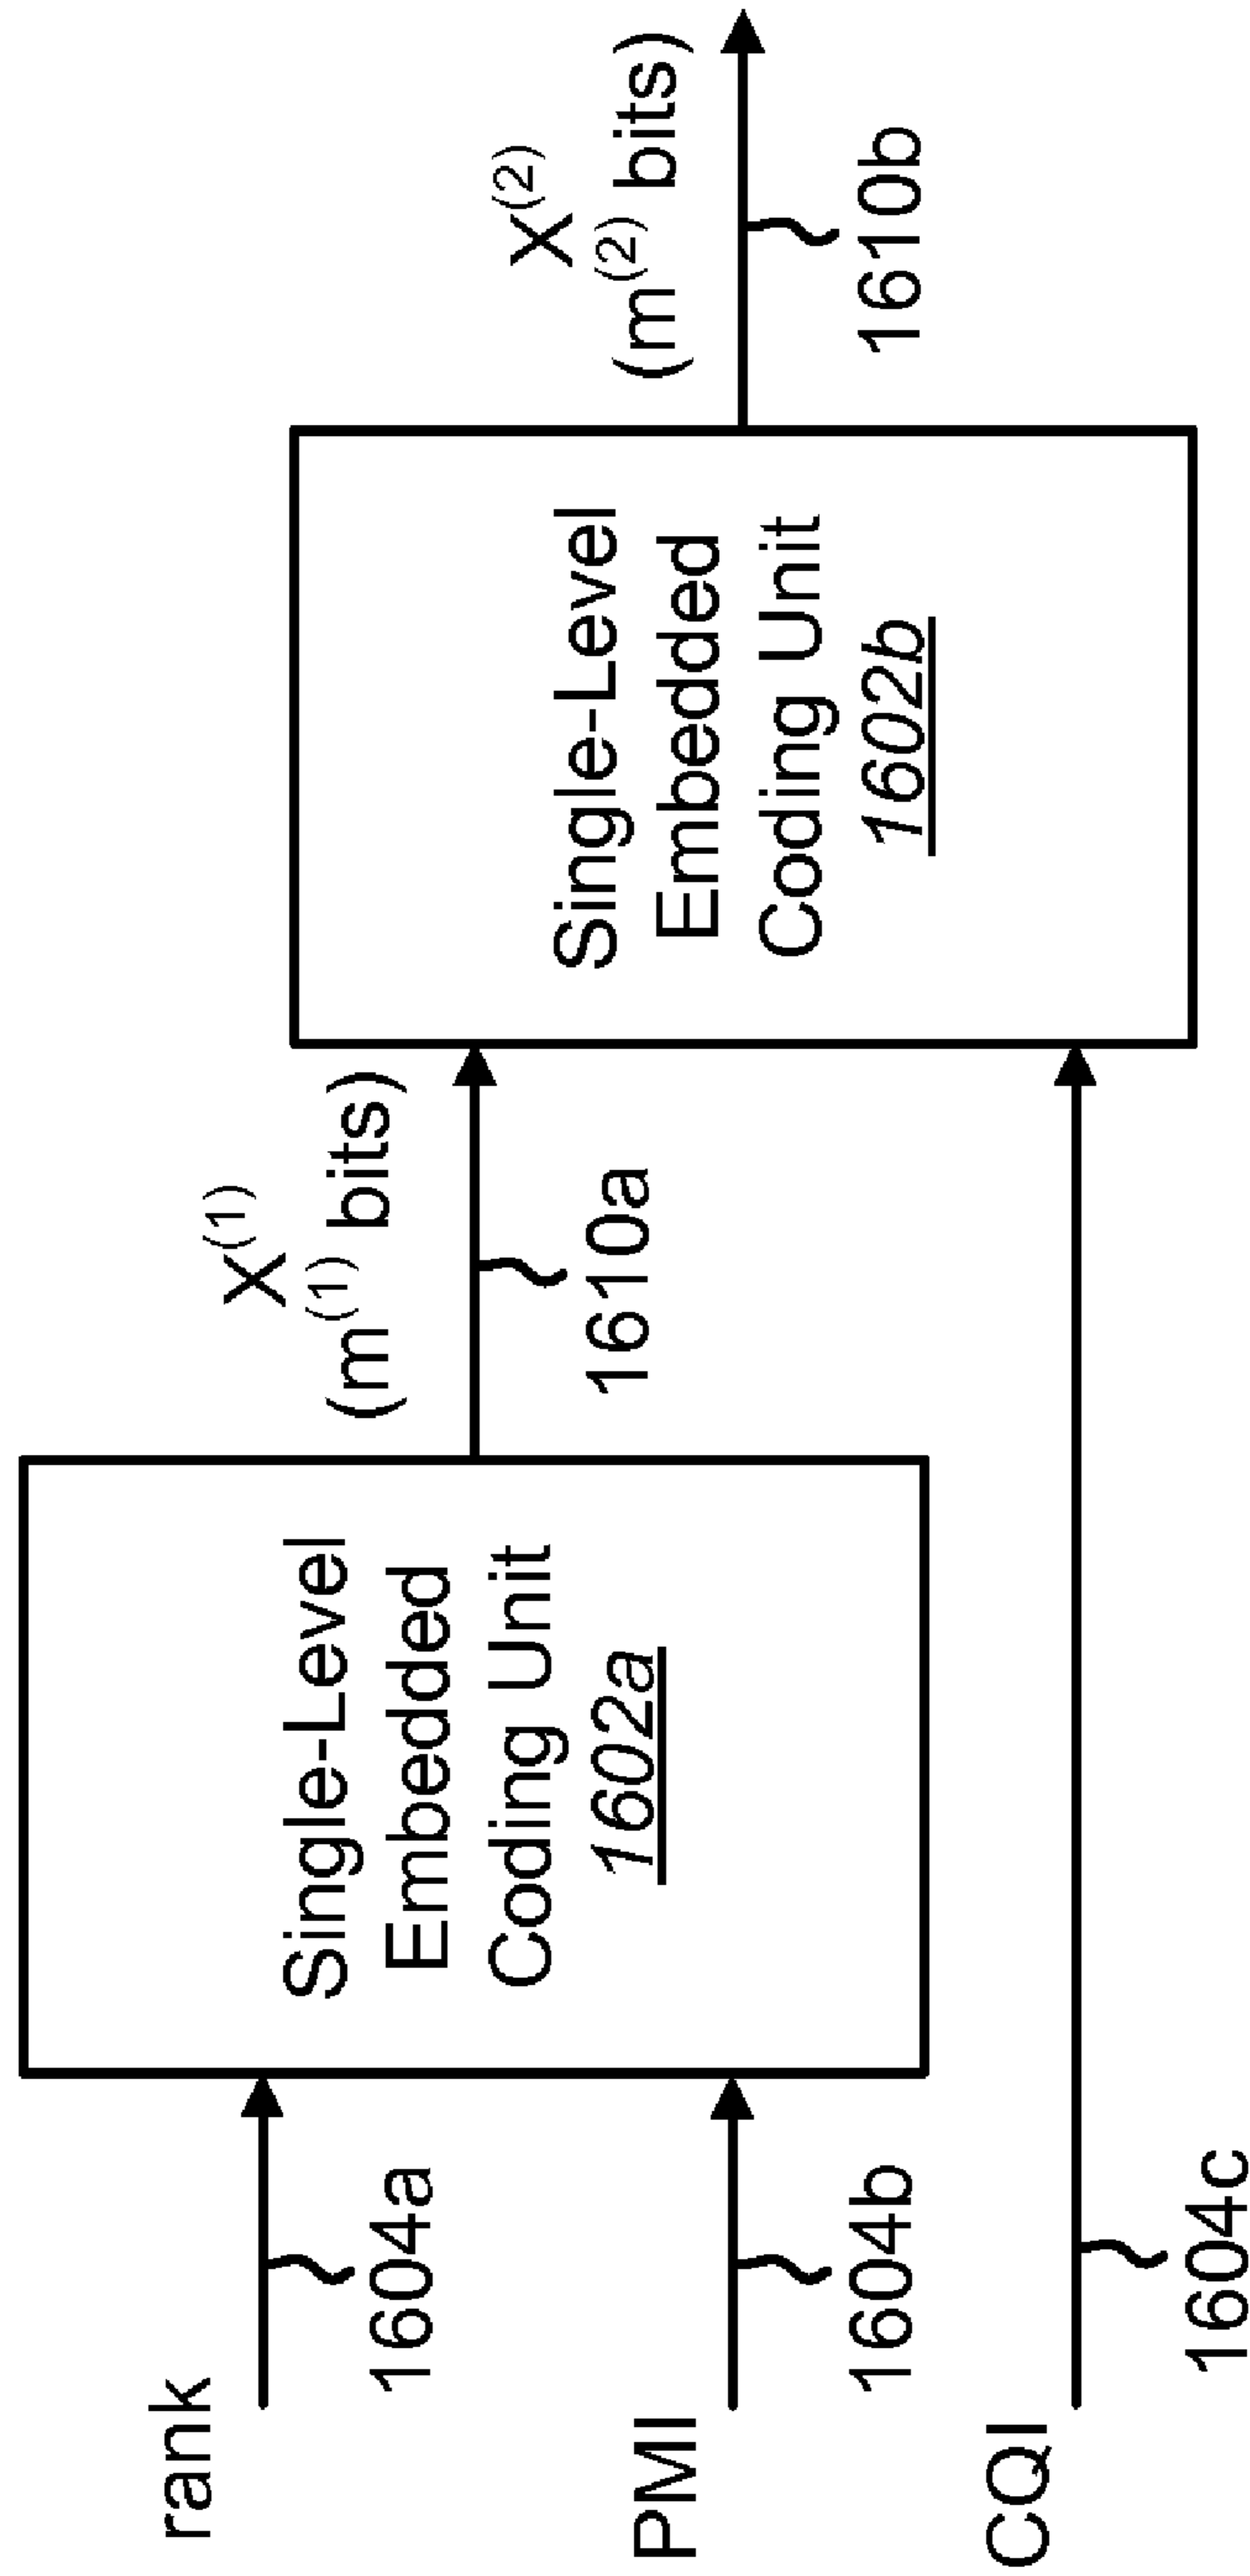 rank
1604a
PMI
1604b
CQI
1604c
Single-Level
Embedded
Coding Unit
1602a
X(1)
(m(1) bits)
1610a
Single-Level
Embedded
Coding Unit
1602b
X(2)
(m(2) bits)
1610b